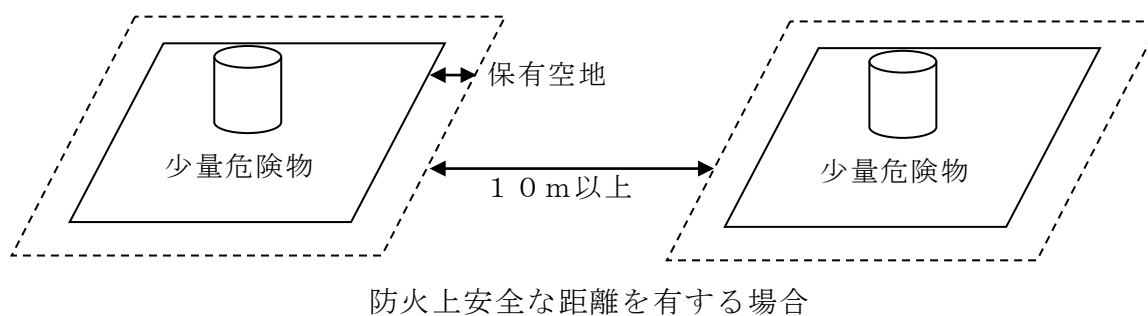 保有空地
少量危険物
１０ｍ以上
少量危険物
防火上安全な距離を有する場合